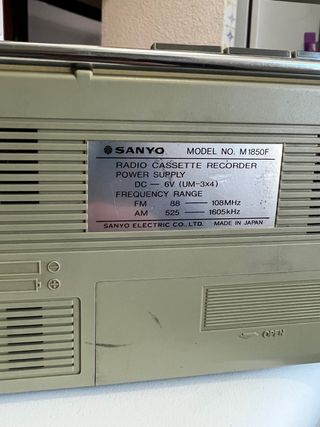 SANYO MODEL NO. M1850F
RADIO CASSETTE RECORDER
POWER SUPPLY
DC — 6V (UM-3x4)
FREQUENCY RANGE
FM 88 — 108MHz
AM 525 — 1605kHz
SANYO ELECTRIC CO., LTD. MADE IN JAPAN
OPEN